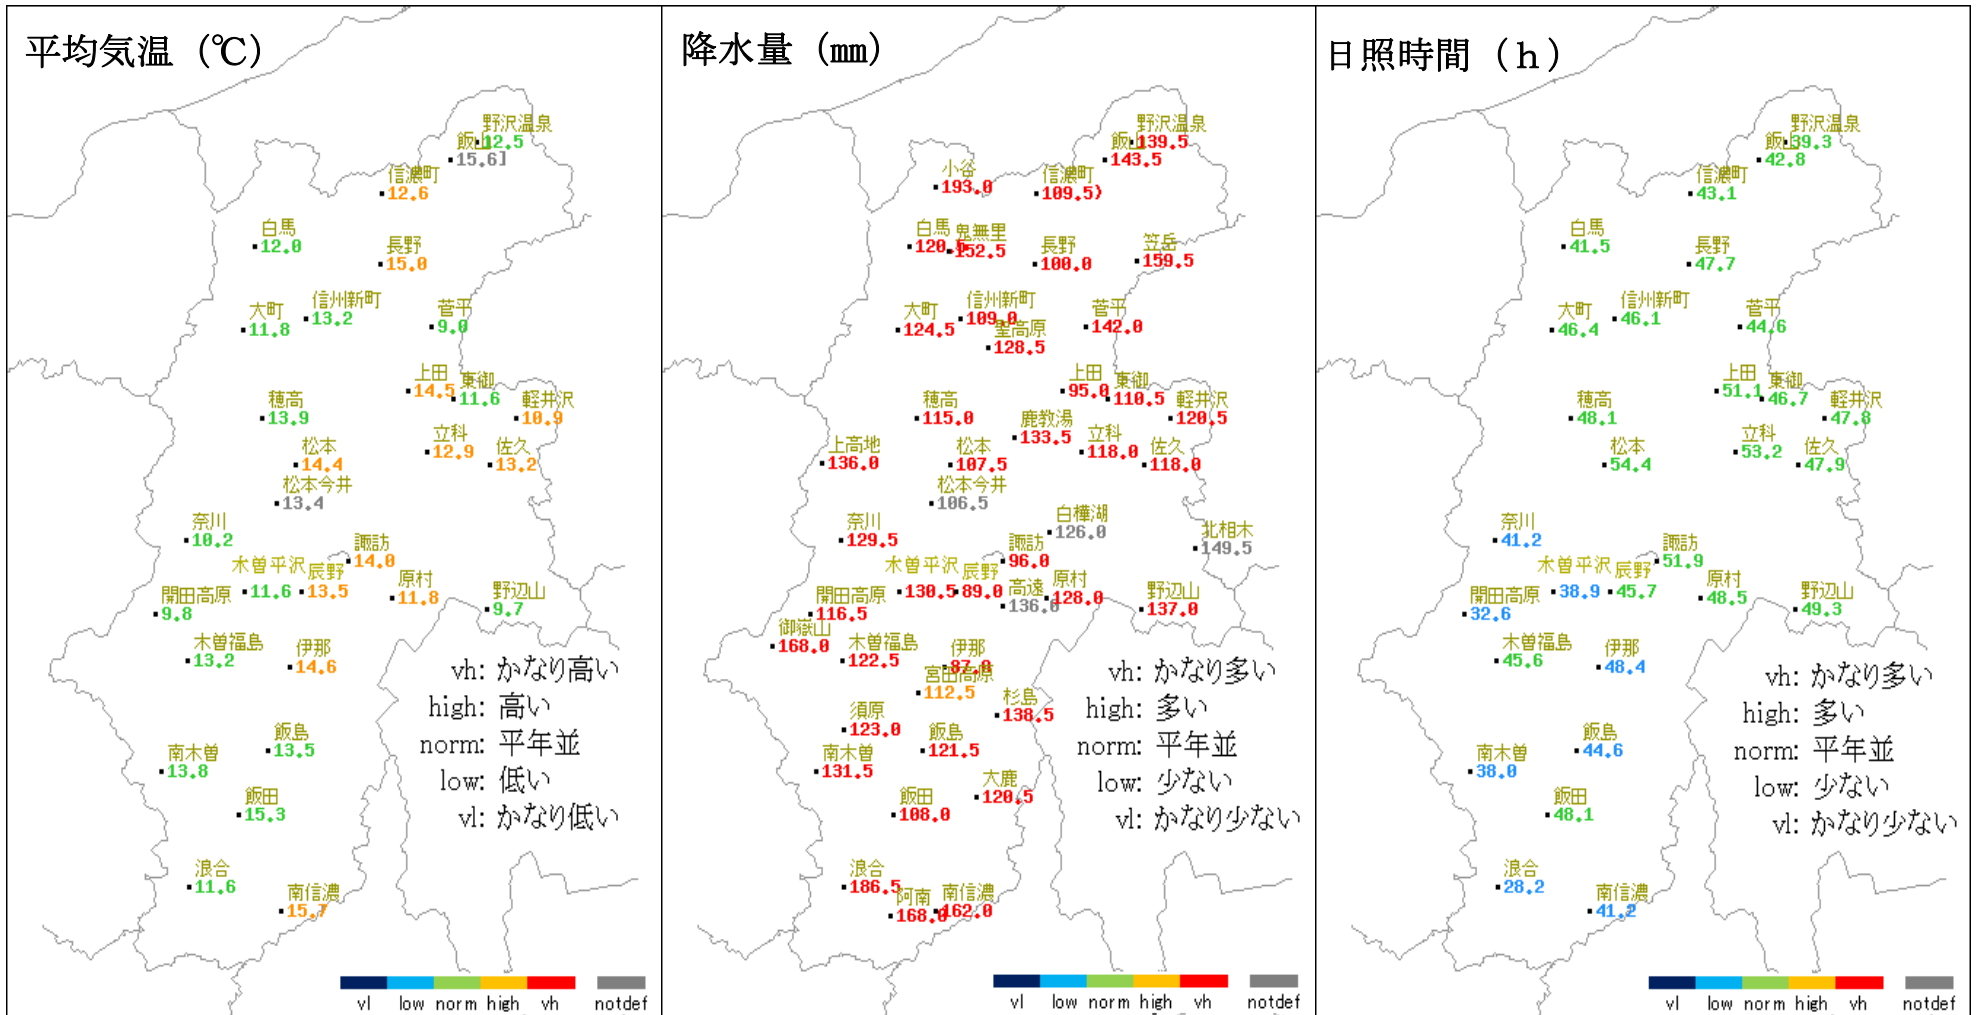 平均気温 (℃)
野沢温泉
12.5
飯山
15.6]
信濃町
12.6
白馬
12.0
長野
15.0
大町
11.8
信州新町
13.2
菅平
9.0
上田
14.5
東御
11.6
穂高
13.9
軽井沢
10.9
松本
14.4
立科
12.9
佐久
13.2
松本今井
13.4
奈川
10.2
諏訪
14.0
木曽平沢
11.6
辰野
13.5
開田高原
9.8
原村
11.8
野辺山
9.7
木曽福島
13.2
伊那
14.6
南木曽
13.8
飯島
13.5
飯田
15.3
浪合
11.6
南信濃
15.7
vh: かなり高い
high: 高い
norm: 平年並
low: 低い
vl: かなり低い
vl low norm high vh notdef
降水量 (㎜)
野沢温泉
139.5
飯山
143.5
小谷
193.0
信濃町
109.5)
白馬
120.5
鬼無里
152.5
長野
100.0
笠岳
159.5
大町
124.5
信州新町
109.0
聖高原
128.5
菅平
142.0
上田
95.0
東御
110.5
穂高
115.0
鹿教湯
133.5
軽井沢
120.5
上高地
136.0
松本
107.5
立科
118.0
佐久
118.0
松本今井
106.5
奈川
129.5
白樺湖
126.0
北相木
149.5
諏訪
96.0
木曽平沢
130.5
辰野
89.0
高遠
136.0
原村
128.0
野辺山
137.0
開田高原
116.5
御嶽山
168.0
木曽福島
122.5
伊那
87.0
宮田高原
112.5
杉島
138.5
須原
123.0
飯島
121.5
南木曽
131.5
大鹿
120.5
飯田
108.0
浪合
186.5
阿南
168.0
南信濃
162.0
vh: かなり多い
high: 多い
norm: 平年並
low: 少ない
vl: かなり少ない
vl low norm high vh notdef
日照時間 (ｈ)
野沢温泉
39.3
飯山
42.8
信濃町
43.1
白馬
41.5
長野
47.7
大町
46.4
信州新町
46.1
菅平
44.6
上田
51.1
東御
46.7
穂高
48.1
軽井沢
47.8
松本
54.4
立科
53.2
佐久
47.9
奈川
41.2
諏訪
51.9
木曽平沢
38.9
辰野
45.7
開田高原
32.6
原村
48.5
野辺山
49.3
木曽福島
45.6
伊那
48.4
南木曽
38.0
飯島
44.6
飯田
48.1
浪合
28.2
南信濃
41.2
vh: かなり多い
high: 多い
norm: 平年並
low: 少ない
vl: かなり少ない
vl low norm high vh notdef